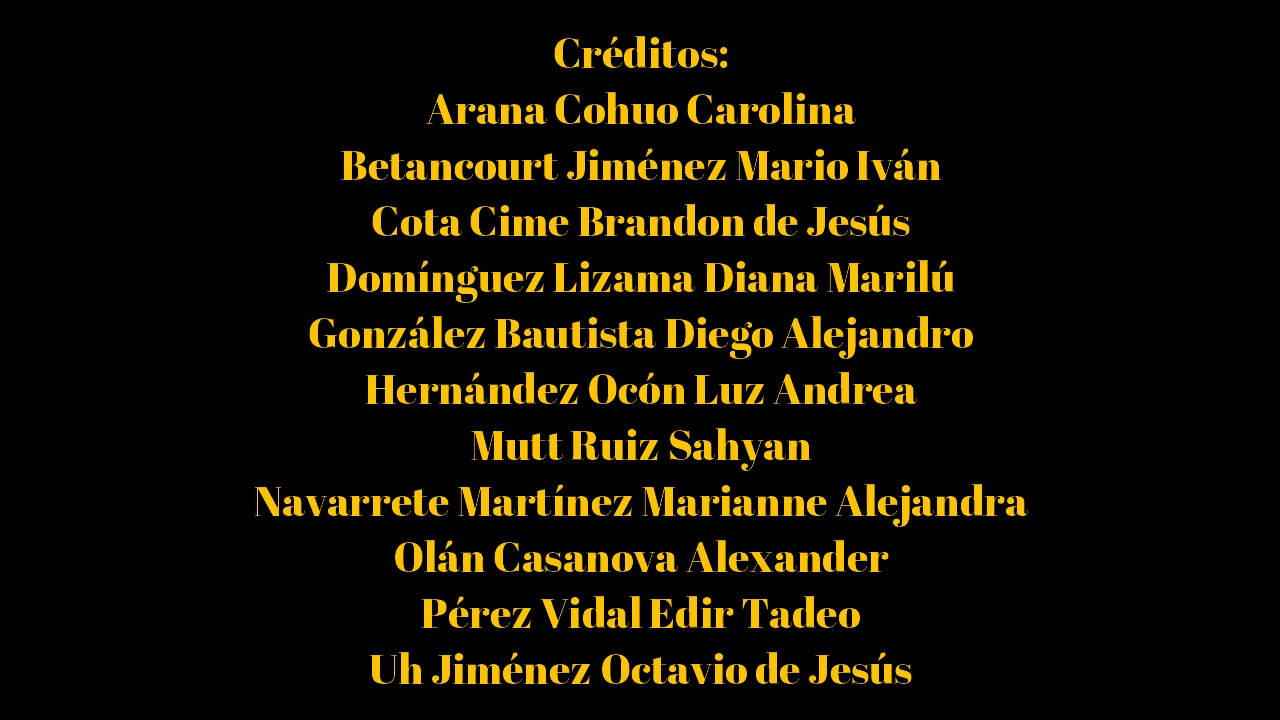 Créditos:
Arana Cohuo Carolina
Betancourt Jiménez Mario Iván
Cota Cime Brandon de Jesús
Domínguez Lizama Diana Marilú
González Bautista Diego Alejandro
Hernández Ocón Luz Andrea
Mutt Ruiz Sahyan
Navarrete Martínez Marianne Alejandra
Olán Casanova Alexander
Pérez Vidal Edir Tadeo
Uh Jiménez Octavio de Jesús